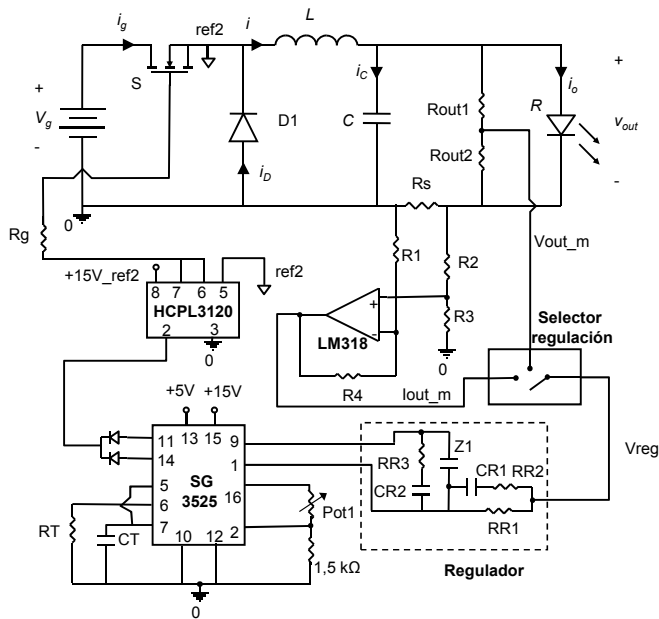 i_g
ref2
i
L
S
+
V_g
-
D1
i_D
i_C
C
Rout1
Rout2
R
i_o
+
v_out
-
0
Rs
Rg
R1
R2
R3
0
Vout_m
+15V_ref2
ref2
8 7 6 5
HCPL3120
2 3
0
+
-
LM318
R4
Iout_m
Selector
regulación
Vreg
+5V +15V
11 13 15 9
14 1
SG
3525
5 16
6
7 2
10 12
RT
CT
Pot1
1,5 kΩ
0
RR3
CR2
Z1
CR1 RR2
RR1
Regulador